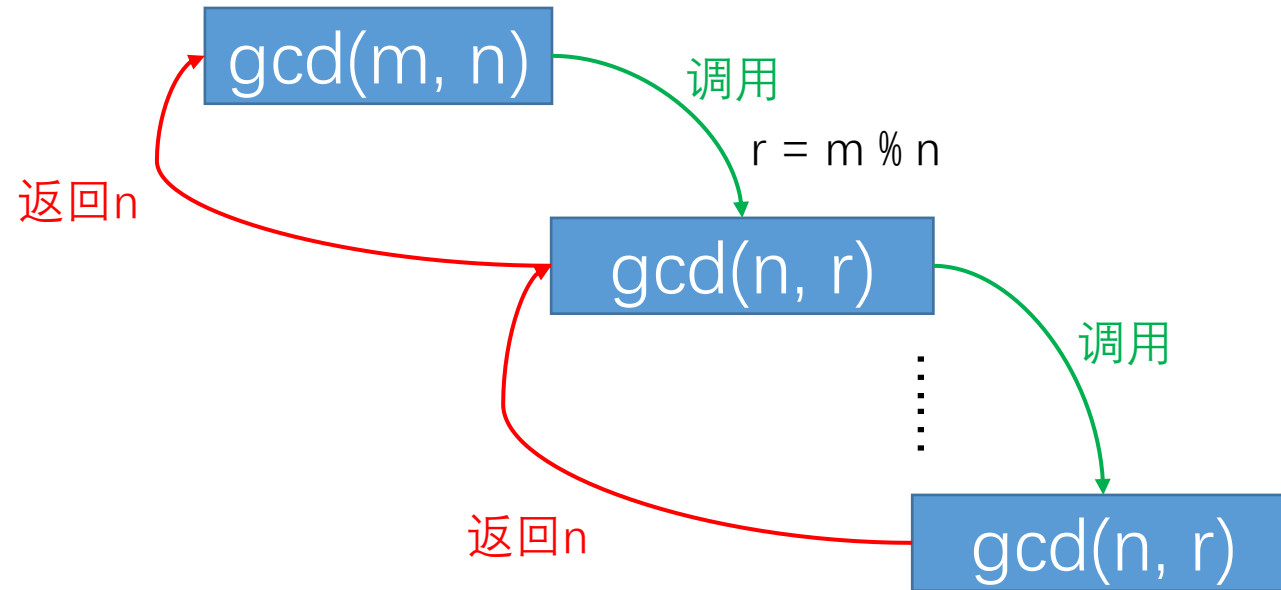 gcd(m, n)
调用
r = m % n
返回n
gcd(n, r)
调用
返回n
gcd(n, r)